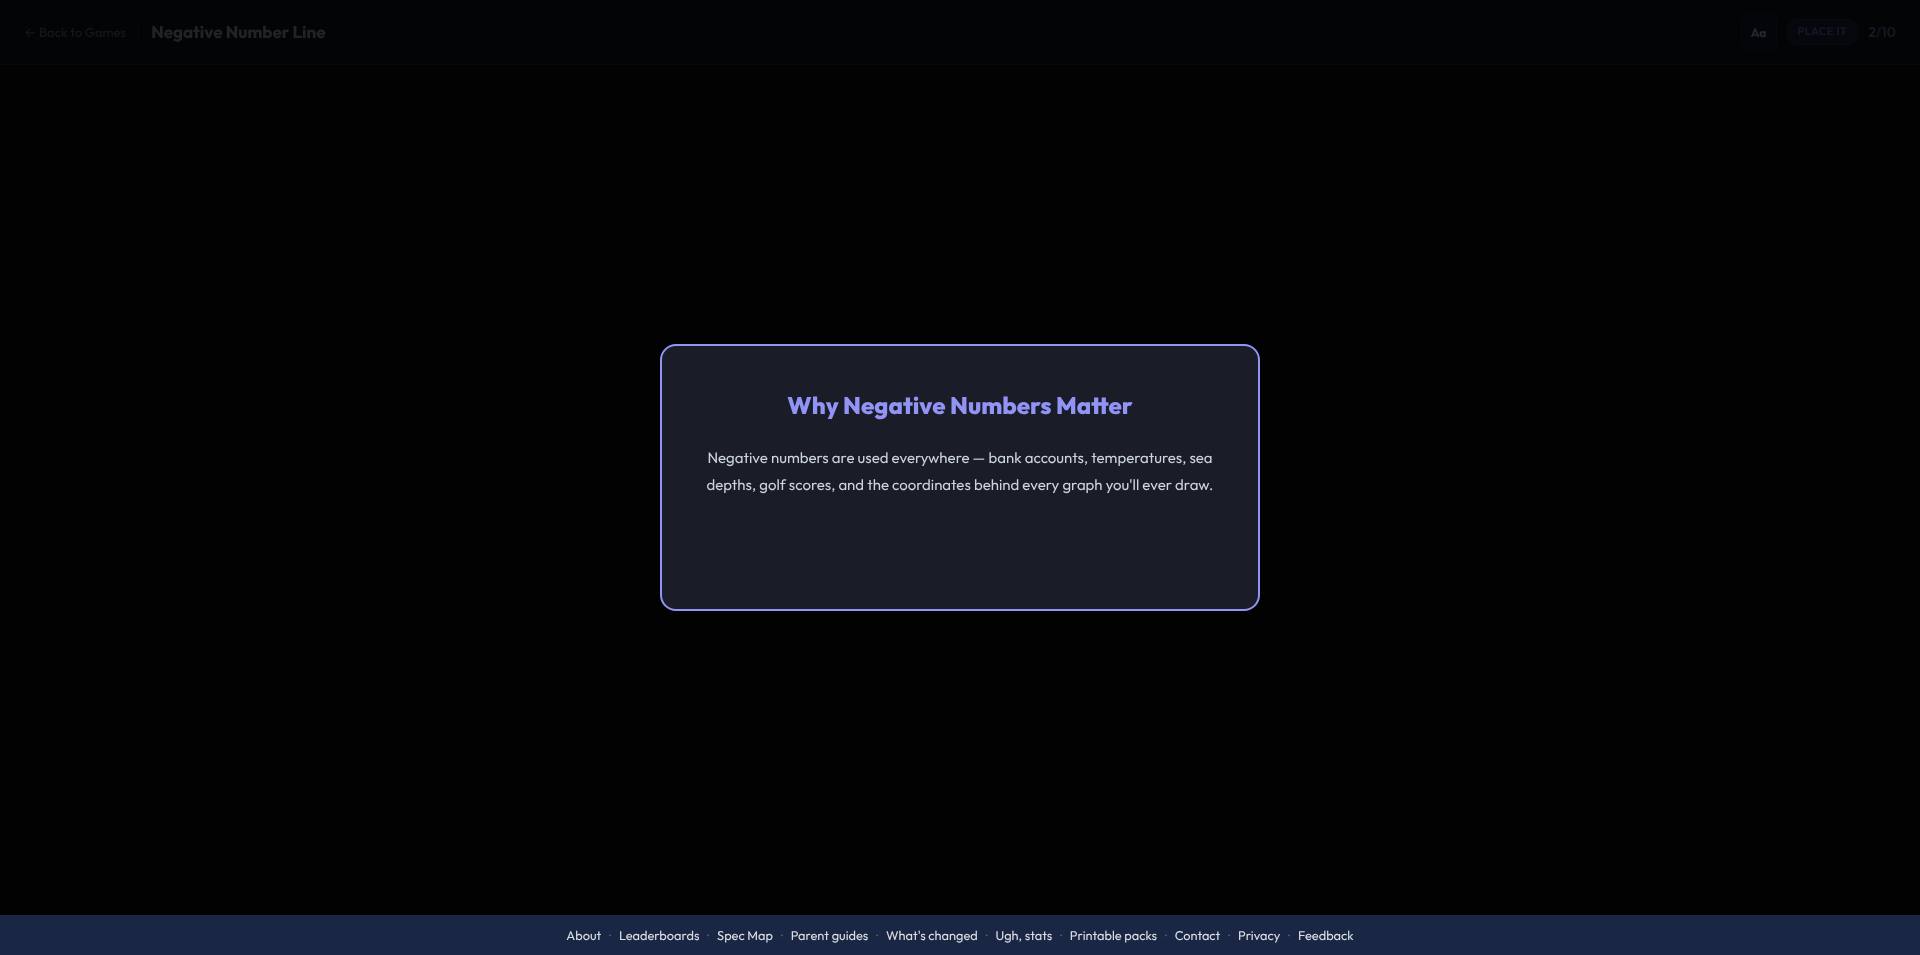 ← Back to Games
Negative Number Line
Aa
PLACE IT
2/10
Why Negative Numbers Matter
Negative numbers are used everywhere — bank accounts, temperatures, sea
depths, golf scores, and the coordinates behind every graph you'll ever draw.
About · Leaderboards · Spec Map · Parent guides · What's changed · Ugh, stats · Printable packs · Contact · Privacy · Feedback